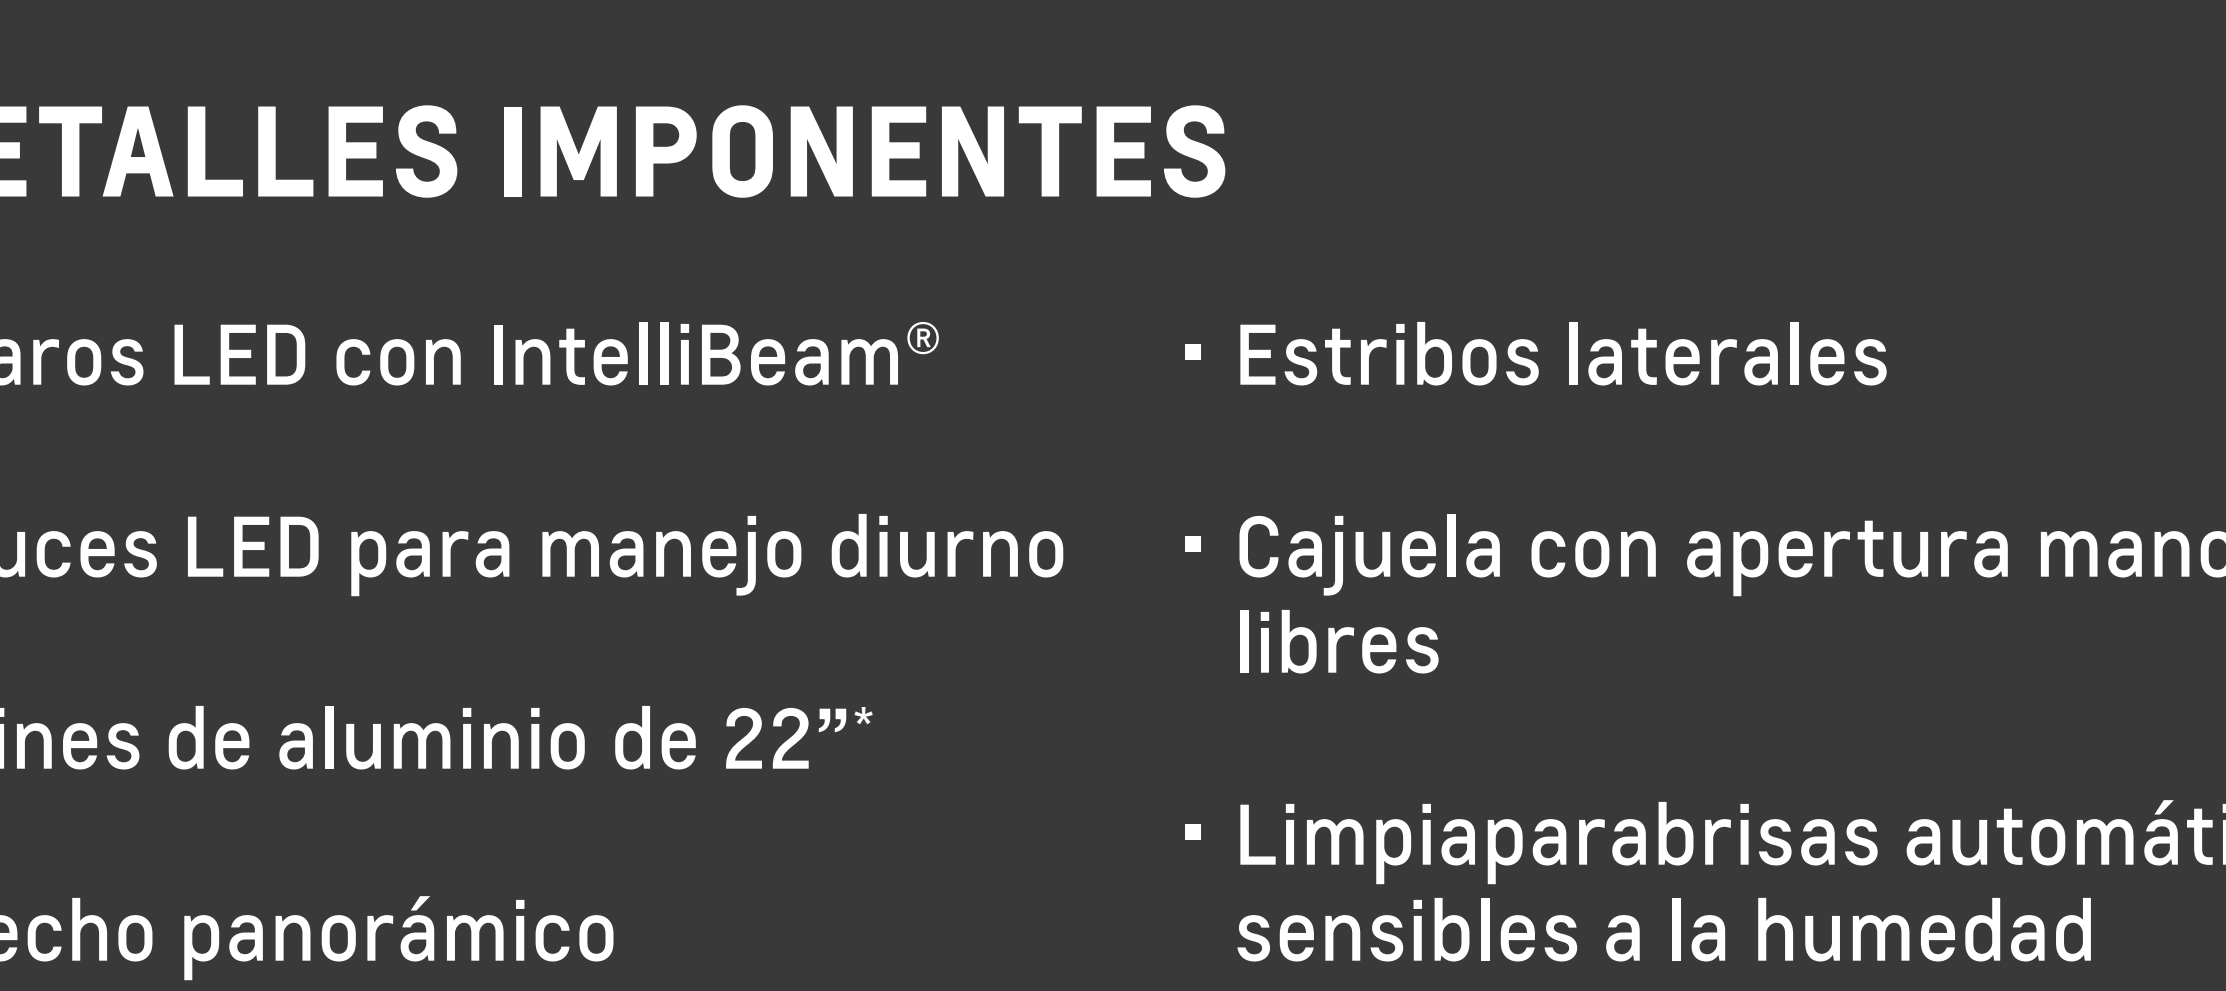 ETALLES IMPONENTES
aros LED con IntelliBeam®
uces LED para manejo diurno
ines de aluminio de 22”*
echo panorámico
▪ Estribos laterales
▪ Cajuela con apertura mano
libres
▪ Limpiaparabrisas automáti
sensibles a la humedad